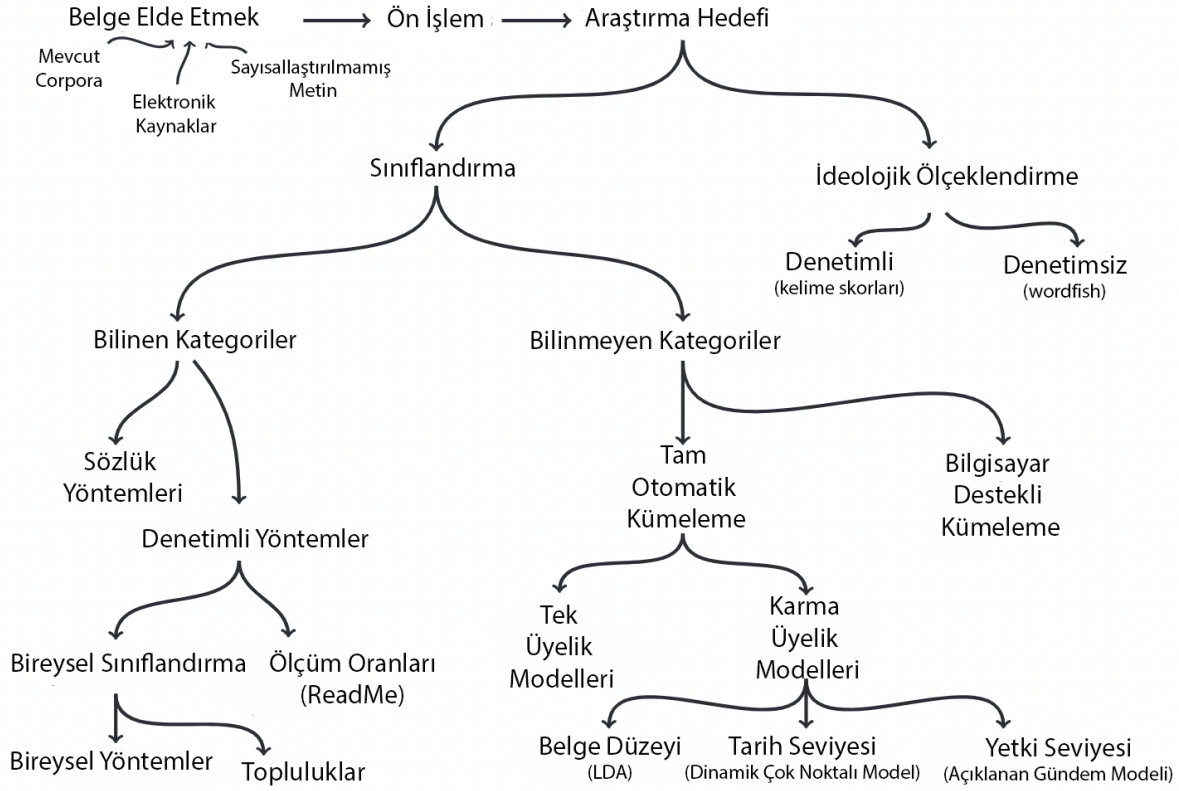 Belge Elde Etmek
Ön İşlem
Araştırma Hedefi
Mevcut
Corpora
Elektronik
Kaynaklar
Sayısallaştırılmamış
Metin
Sınıflandırma
İdeolojik Ölçeklendirme
Denetimli
(kelime skorları)
Denetimsiz
(wordfish)
Bilinen Kategoriler
Bilinmeyen Kategoriler
Sözlük
Yöntemleri
Denetimli Yöntemler
Tam
Otomatik
Kümeleme
Bilgisayar
Destekli
Kümeleme
Bireysel Sınıflandırma
Ölçüm Oranları
(ReadMe)
Tek
Üyelik
Modelleri
Karma
Üyelik
Modelleri
Bireysel Yöntemler
Topluluklar
Belge Düzeyi
(LDA)
Tarih Seviyesi
(Dinamik Çok Noktalı Model)
Yetki Seviyesi
(Açıklanan Gündem Modeli)